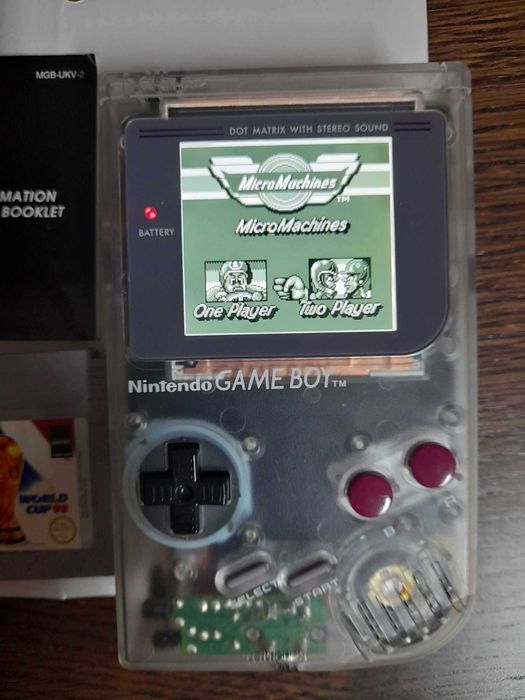 MGB-UKV-2
MATION
BOOKLET
DOT MATRIX WITH STEREO SOUND
MicroMachines
TM
MicroMachines
BATTERY
One Player
Two Player
Nintendo GAME BOY TM
WORLD
CUP 98
B
SELECT
START
PHONES